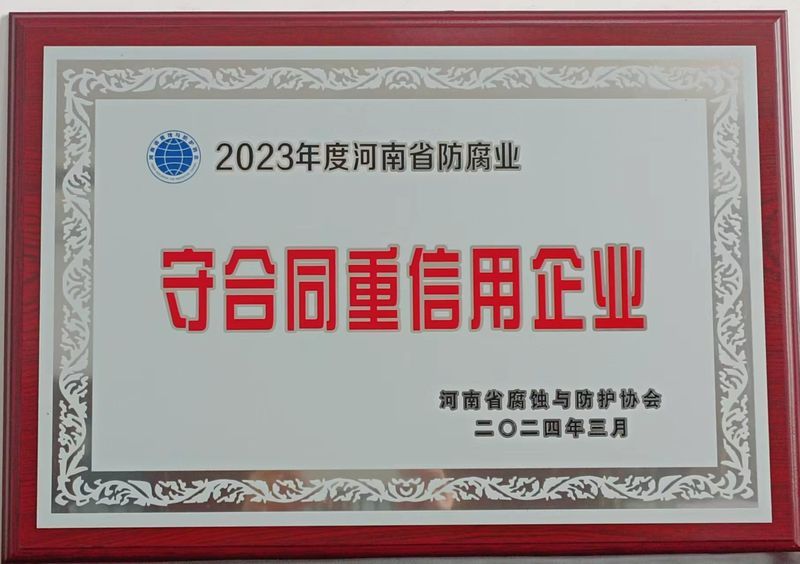 2023年度河南省防腐业
守合同重信用企业
河南省腐蚀与防护协会
二〇二四年三月